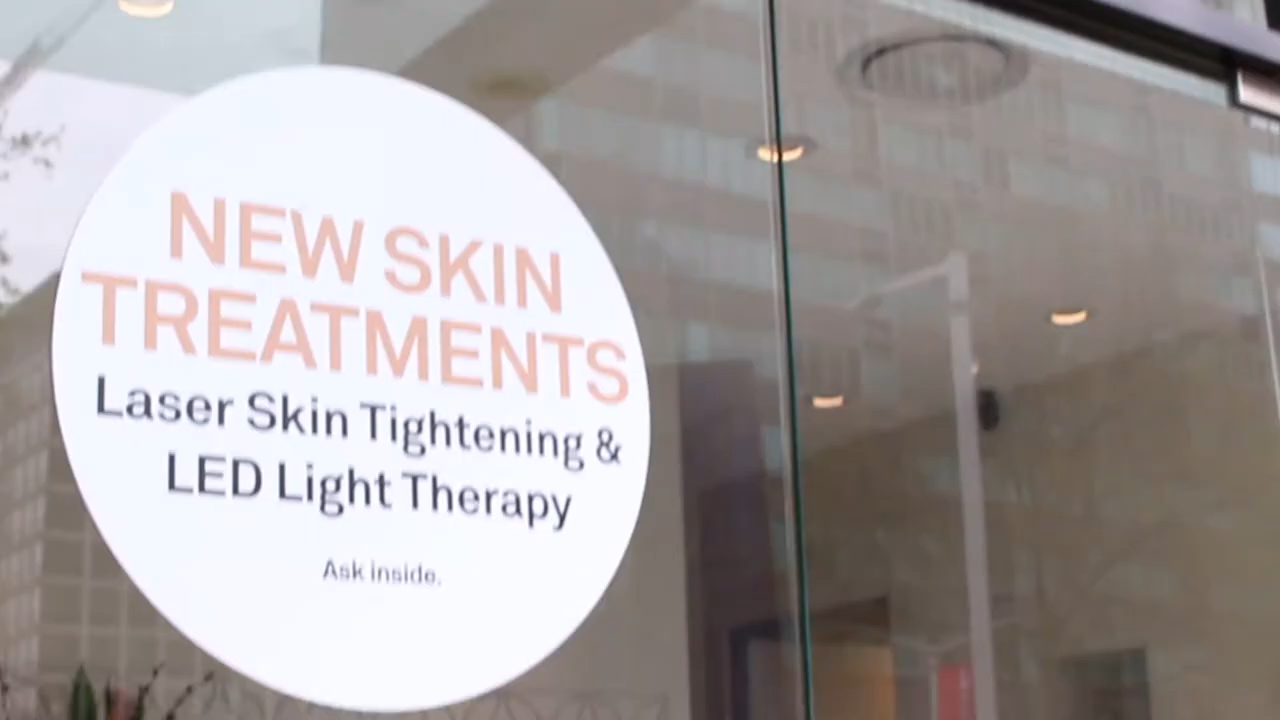 NEW SKIN
TREATMENTS
Laser Skin Tightening &
LED Light Therapy
Ask inside.